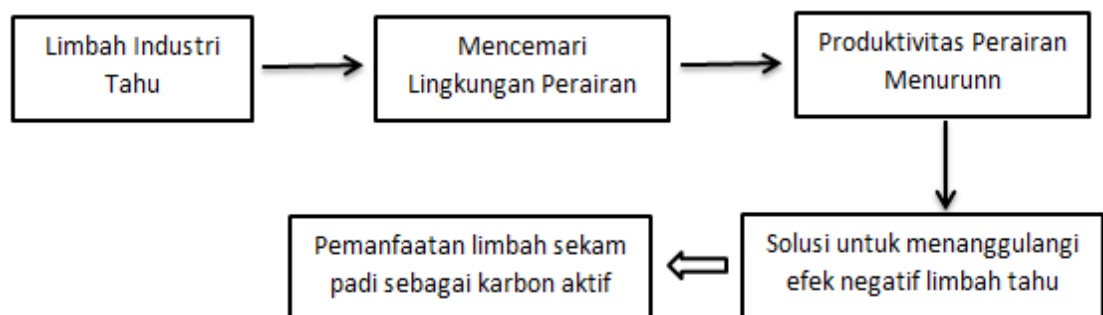 Limbah Industri
Tahu
Mencemari
Lingkungan Perairan
Produktivitas Perairan
Menurunn
Solusi untuk menanggulangi
efek negatif limbah tahu
Pemanfaatan limbah sekam
padi sebagai karbon aktif